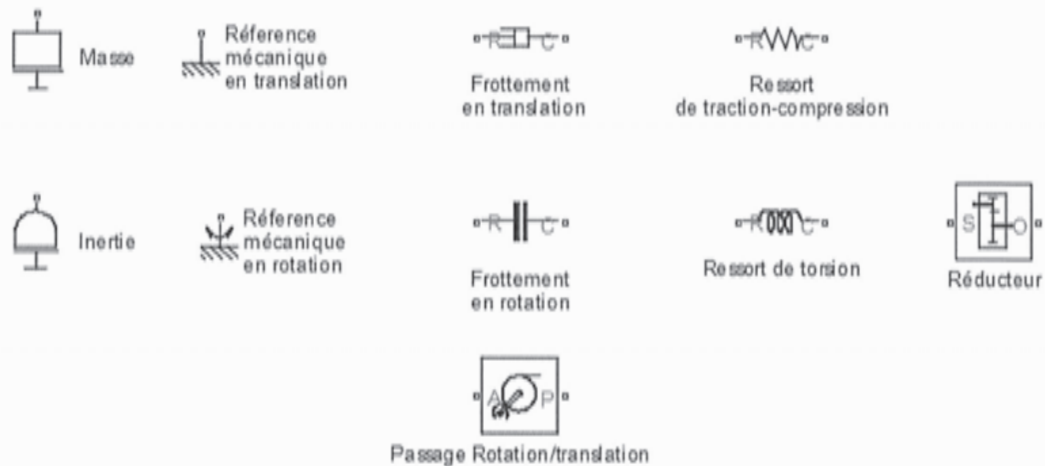 Masse
Réference
mécanique
en translation
R C
Frottement
en translation
R C
Ressort
de traction-compression
Inertie
Réference
mécanique
en rotation
R C
Frottement
en rotation
R C
Ressort de torsion
S O
Réducteur
A P
Passage Rotation/translation